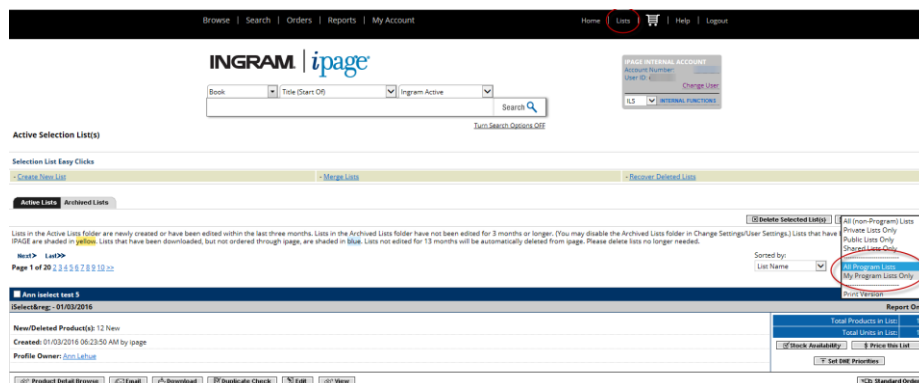 Browse | Search | Orders | Reports | My Account
Home | Lists | | Help | Logout
INGRAM | ipage
IPAGE INTERNAL ACCOUNT
Account Number:
User ID:
Change User
ILS INTERNAL FUNCTIONS
Book Title (Start Of) Ingram Active
Search
Turn Search Options OFF
Active Selection List(s)
Selection List Easy Clicks
- Create New List - Merge Lists - Recover Deleted Lists
Active Lists Archived Lists
Delete Selected List(s)
All (non-Program) Lists
Private Lists Only
Public Lists Only
Shared Lists Only
--------------------
All Program Lists
My Program Lists Only
--------------------
Print Version
Lists in the Active Lists folder are newly created or have been edited within the last three months. Lists in the Archived Lists folder have not been edited for 3 months or longer. (You may disable the Archived Lists folder in Change Settings/User Settings.) Lists that have
IPAGE are shaded in yellow. Lists that have been downloaded, but not ordered through ipage, are shaded in blue. Lists not edited for 13 months will be automatically deleted from ipage. Please delete lists no longer needed.
Next> Last>>
Page 1 of 20 2 3 4 5 6 7 8 9 10 >>
Sorted by:
List Name
Ann iselect test 5
iSelect&reg; - 01/03/2016 Report On
New/Deleted Product(s): 12 New
Created: 01/03/2016 06:23:50 AM by ipage
Profile Owner: Ann Lehue
Total Products in List:
Total Units in List:
Stock Availability $ Price this List
Set DNE Priorities
Product Detail Browse Email Download Duplicate Check Edit View Standard Order